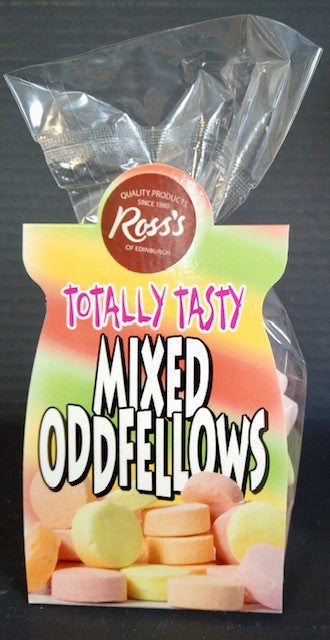 QUALITY PRODUCTS
SINCE 1880
Ross's
OF EDINBURGH
TOTALLY TASTY
MIXED
ODDFELLOWS